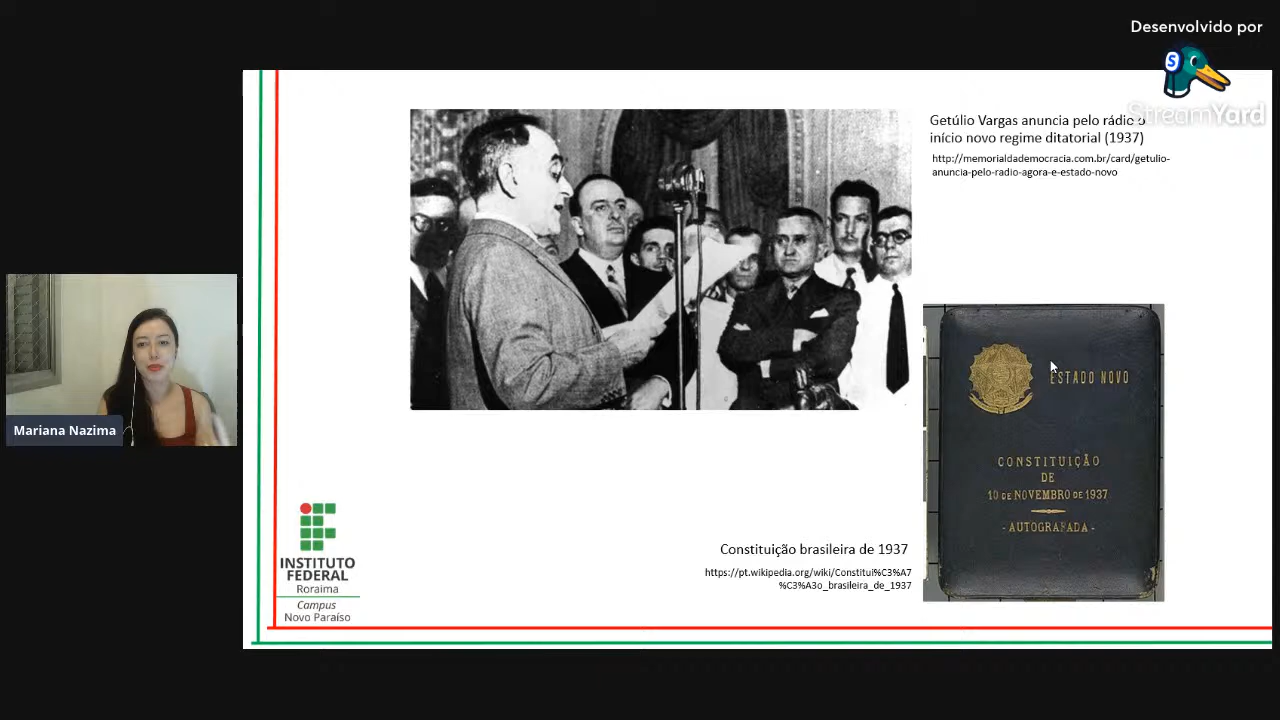 Desenvolvido por
StreamYard
Getúlio Vargas anuncia pelo rádio o
início novo regime ditatorial (1937)
http://memorialdademocracia.com.br/card/getulio-
anuncia-pelo-radio-agora-e-estado-novo
ESTADO NOVO
CONSTITUIÇÃO
DE
10 DE NOVEMBRO DE 1937
- AUTOGRAFADA -
Mariana Nazima
INSTITUTO
FEDERAL
Roraima
Campus
Novo Paraíso
Constituição brasileira de 1937
https://pt.wikipedia.org/wiki/Constitui%C3%A7
%C3%A3o_brasileira_de_1937